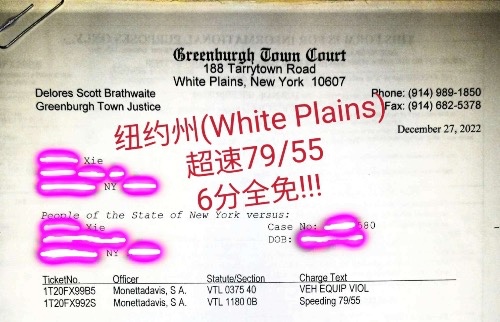 Greenburgh Town Court
188 Tarrytown Road
White Plains, New York 10607
Delores Scott Brathwaite
Greenburgh Town Justice
Phone: (914) 989-1850
Fax: (914) 682-5378
December 27, 2022
纽约州(White Plains)
超速79/55
6分全免!!!
Xie
NY
People of the State of New York versus:
Xie
NY
Case No: 580
DOB:
TicketNo. Officer Statute/Section Charge Text
1T20FX99B5 Monettadavis, S A. VTL 0375 40 VEH EQUIP VIOL
1T20FX992S Monettadavis, S A. VTL 1180 0B Speeding 79/55